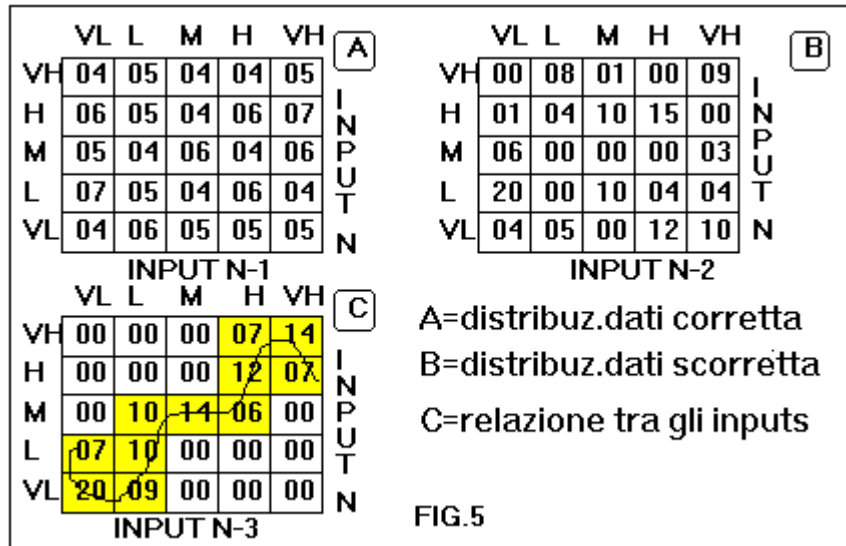 VL L M H VH
A
VH 04 05 04 04 05
H 06 05 04 06 07
M 05 04 06 04 06
L 07 05 04 06 04
VL 04 06 05 05 05
INPUT N
INPUT N-1
VL L M H VH
B
VH 00 08 01 00 09
H 01 04 10 15 00
M 06 00 00 00 03
L 20 00 10 04 04
VL 04 05 00 12 10
INPUT N
INPUT N-2
VL L M H VH
C
VH 00 00 00 07 14
H 00 00 00 12 07
M 00 10 14 06 00
L 07 10 00 00 00
VL 20 09 00 00 00
INPUT N
INPUT N-3
A=distribuz.dati corretta
B=distribuz.dati scorretta
C=relazione tra gli inputs
FIG.5